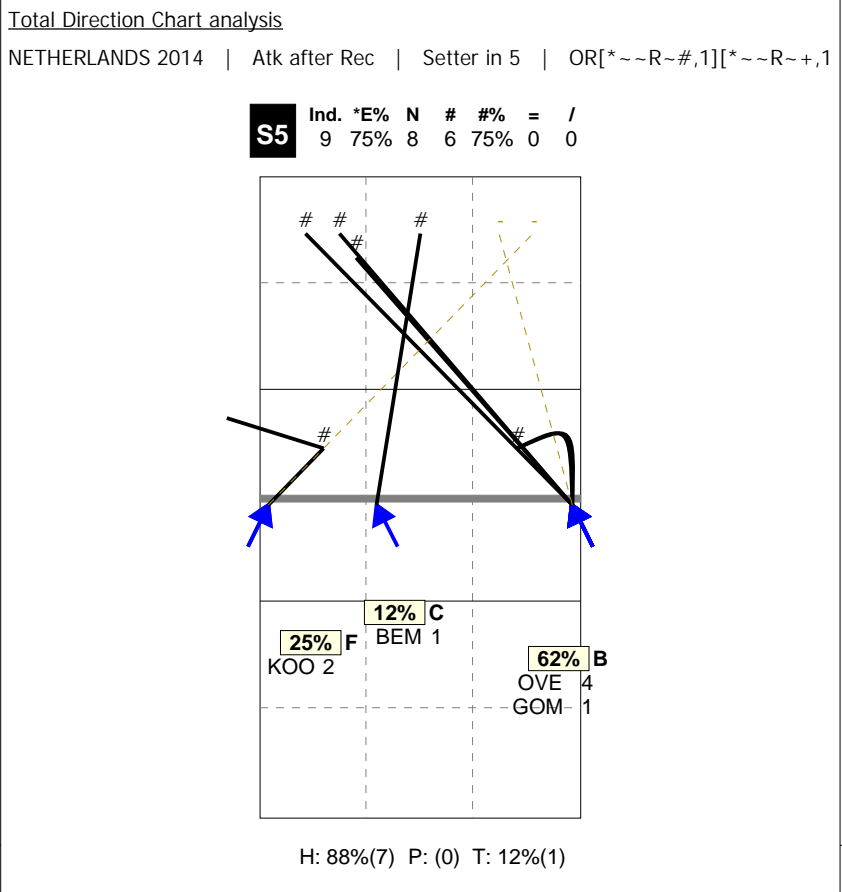 Total Direction Chart analysis
NETHERLANDS 2014 | Atk after Rec | Setter in 5 | OR[*~~R~#,1][*~~R~+,1
S5 Ind. *E% N # #% = /
9 75% 8 6 75% 0 0
# # # - -
#
# #
12% C
BEM 1
25% F
KOO 2
62% B
OVE 4
GOM 1
H: 88%(7) P: (0) T: 12%(1)